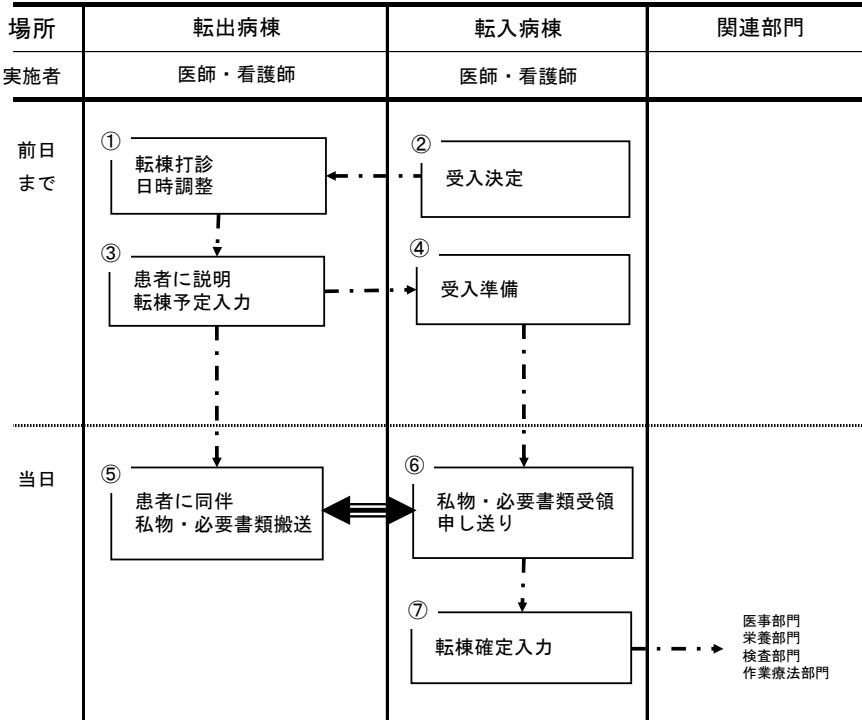 場所
転出病棟
転入病棟
関連部門
実施者
医師・看護師
医師・看護師
前日
まで
①
転棟打診
日時調整
②
受入決定
③
患者に説明
転棟予定入力
④
受入準備
当日
⑤
患者に同伴
私物・必要書類搬送
⑥
私物・必要書類受領
申し送り
⑦
転棟確定入力
医事部門
栄養部門
検査部門
作業療法部門